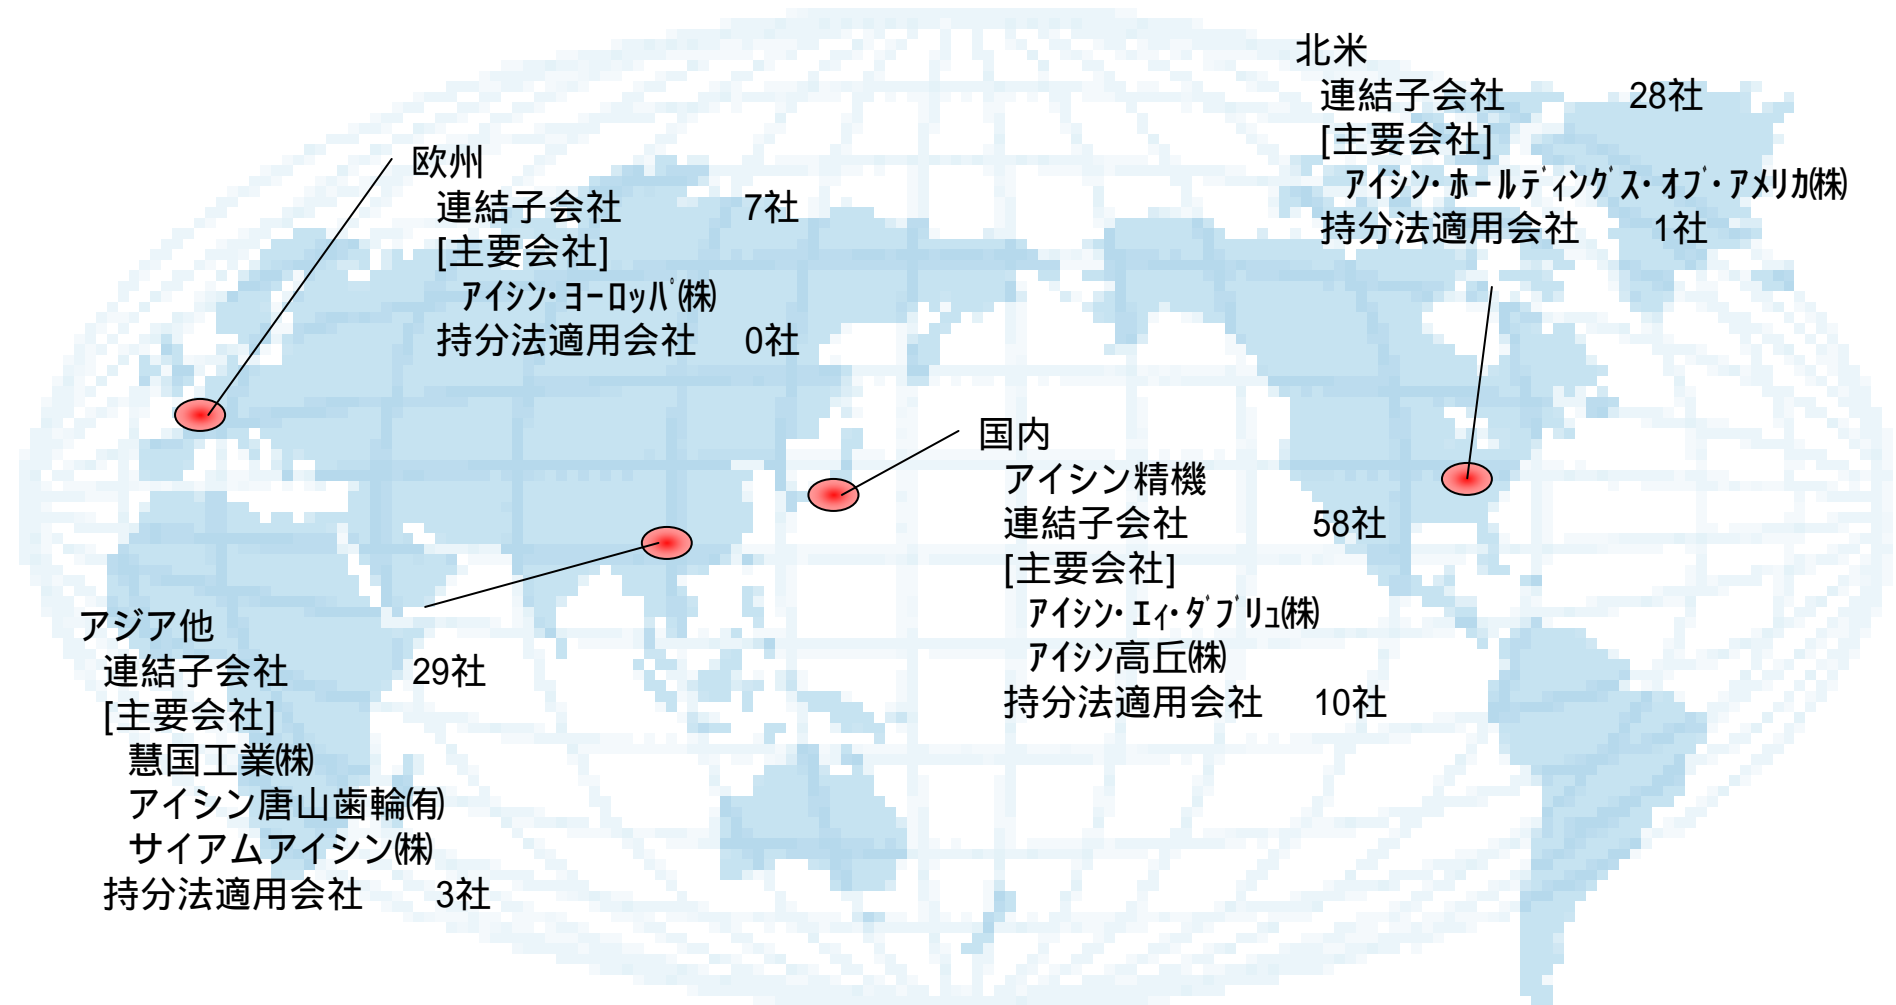 北米
連結子会社 28社
[主要会社]
ｱｲｼﾝ･ﾎｰﾙﾃﾞｨﾝｸﾞｽ･ｵﾌﾞ･ｱﾒﾘｶ㈱
持分法適用会社 1社
欧州
連結子会社 7社
[主要会社]
ｱｲｼﾝ･ﾖｰﾛｯﾊﾟ㈱
持分法適用会社 0社
国内
アイシン精機
連結子会社 58社
[主要会社]
ｱｲｼﾝ･ｴｨ･ﾀﾞﾌﾞﾘｭ㈱
ｱｲｼﾝ高丘㈱
持分法適用会社 10社
アジア他
連結子会社 29社
[主要会社]
慧国工業㈱
アイシン唐山歯輪㈲
サイアムアイシン㈱
持分法適用会社 3社